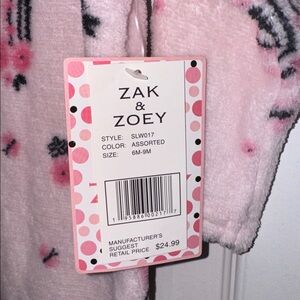 ZAK
&
ZOEY
STYLE: SLW017
COLOR: ASSORTED
SIZE: 6M-9M
MANUFACTURER'S
SUGGEST
RETAIL PRICE $24.99